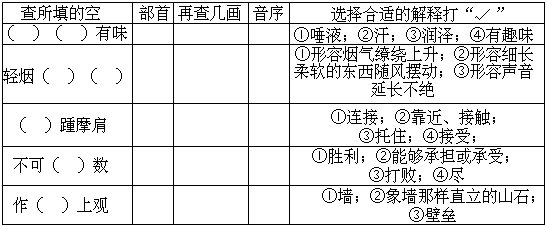 查所填的空 部首 再查几画 音序 选择合适的解释打“✓”
（ ）（ ）有味 ①唾液；②汗；③润泽；④有趣味
轻烟（ ）（ ） ①形容烟气缭绕上升；②形容细长
柔软的东西随风摆动；③形容声音
延长不绝
（ ）踵摩肩 ①连接；②靠近、接触；
③托住；④接受；
不可（ ）数 ①胜利；②能够承担或承受；
③打败；④尽
作（ ）上观 ①墙；②象墙那样直立的山石；
③壁垒